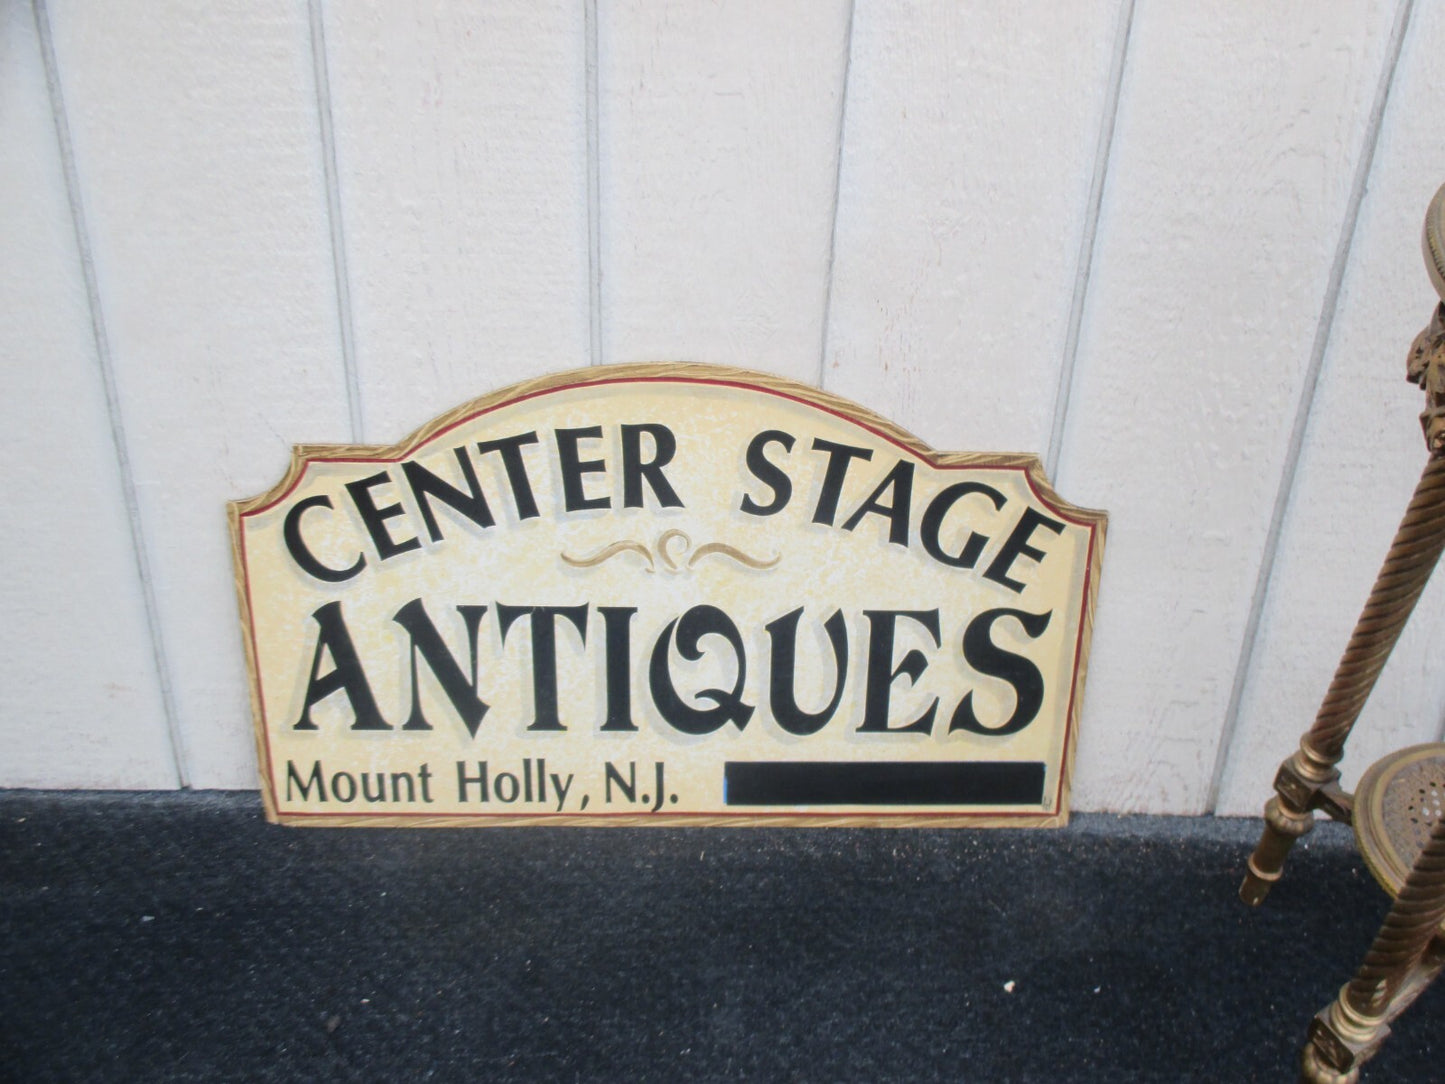 CENTER STAGE
ANTIQUES
Mount Holly, N.J.